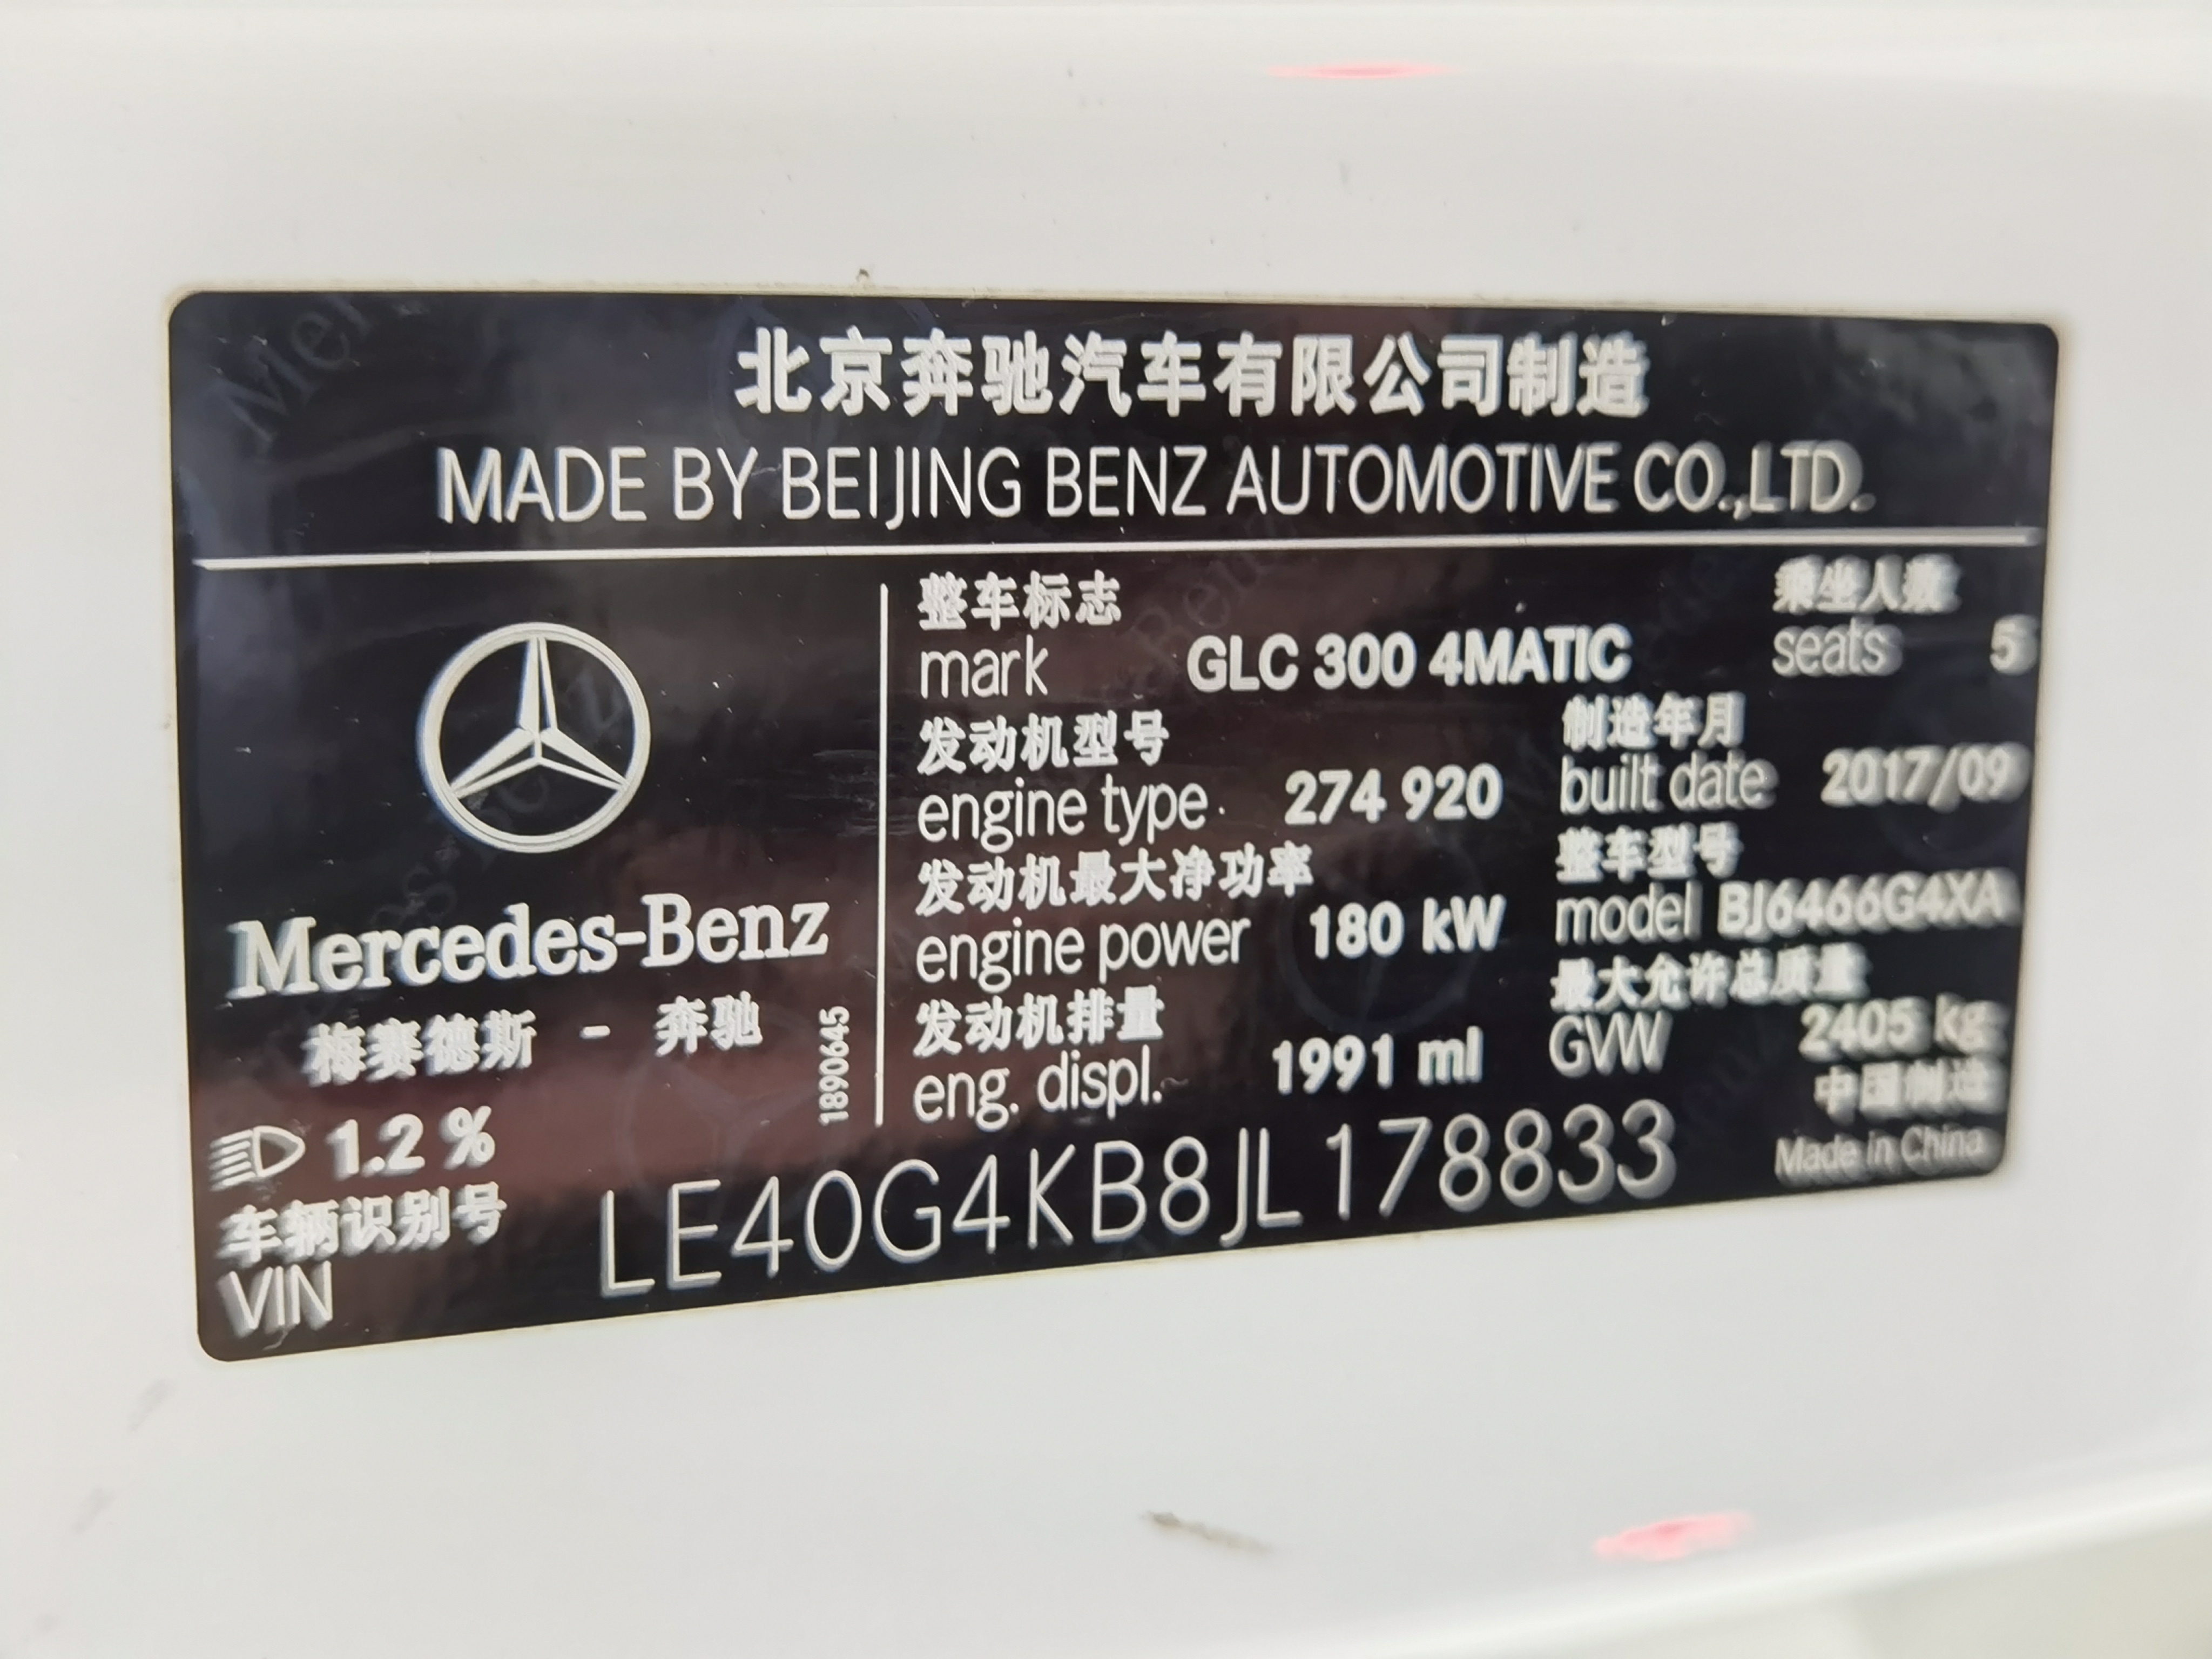 北京奔驰汽车有限公司制造
MADE BY BEIJING BENZ AUTOMOTIVE CO.,LTD.
Mercedes-Benz
梅赛德斯 - 奔驰
1890645
1.2 %
整车标志
mark GLC 300 4MATIC
乘坐人数
seats 5
发动机型号
engine type 274 920
制造年月
built date 2017/09
发动机最大净功率
engine power 180 kW
整车型号
model BJ6466G4XA
发动机排量
eng. displ. 1991 ml
最大允许总质量
GVW 2405 kg
中国制造
Made in China
车辆识别号
VIN LE40G4KB8JL178833